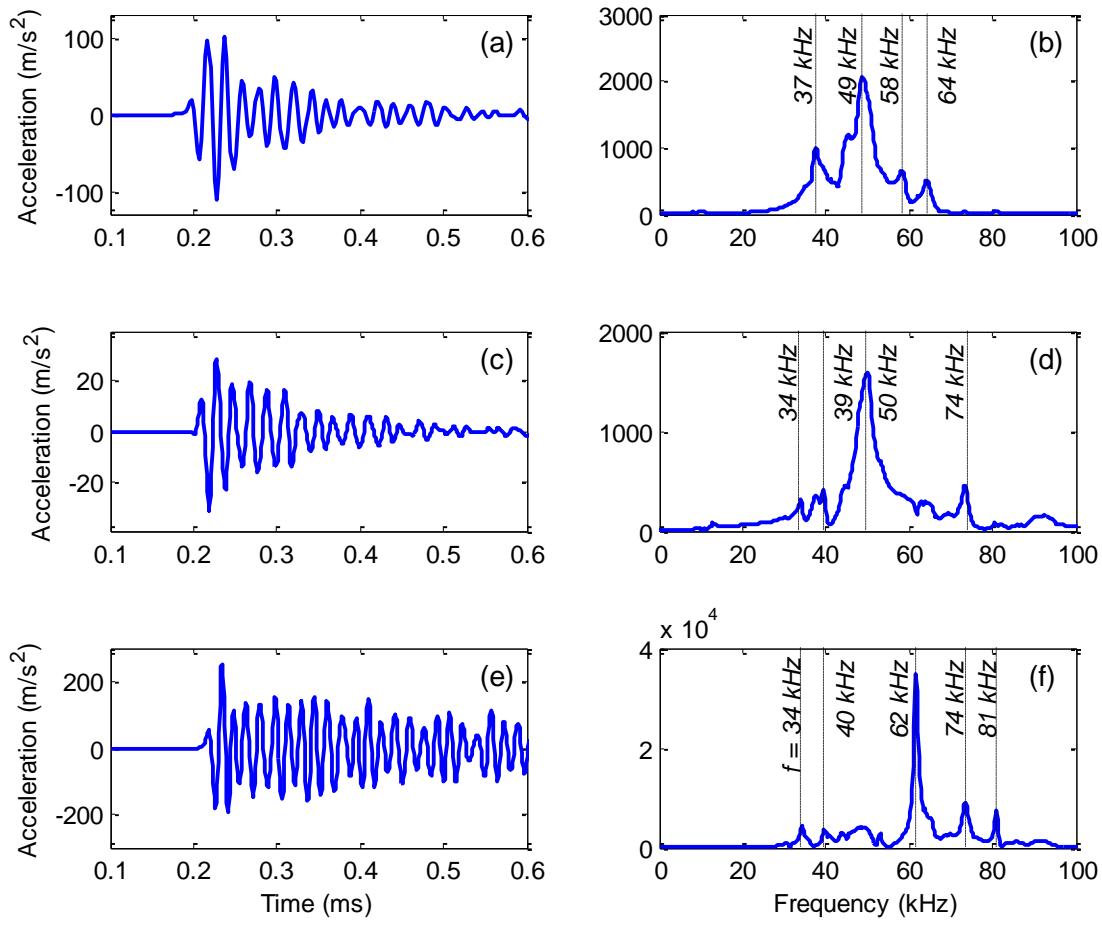 Acceleration (m/s2)
100
0
-100
(a)
0.1 0.2 0.3 0.4 0.5 0.6
3000
2000
1000
0
37 kHz
49 kHz
58 kHz
64 kHz
(b)
0 20 40 60 80 100
Acceleration (m/s2)
20
0
-20
(c)
0.1 0.2 0.3 0.4 0.5 0.6
2000
1000
0
34 kHz
39 kHz
50 kHz
74 kHz
(d)
0 20 40 60 80 100
Acceleration (m/s2)
200
0
-200
(e)
0.1 0.2 0.3 0.4 0.5 0.6
Time (ms)
x 104
4
2
0
f = 34 kHz
40 kHz
62 kHz
74 kHz
81 kHz
(f)
0 20 40 60 80 100
Frequency (kHz)